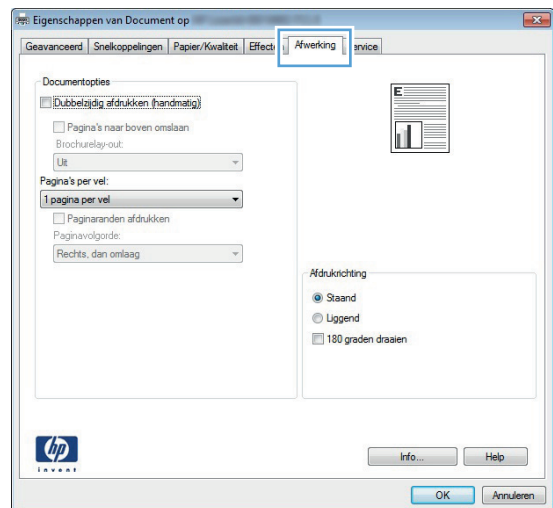 Eigenschappen van Document op
Geavanceerd Snelkoppelingen Papier/Kwaliteit Afwerking
Documentopties
Dubbelzijdig afdrukken (handmatig)
Pagina's naar boven omslaan
Brochurelay-out:
Uit
Pagina's per vel:
1 pagina per vel
Paginaranden afdrukken
Paginavolgorde:
Rechts, dan omlaag
E
Afdrukrichting
Staand
Liggend
180 graden draaien
hp
invent
Info... Help
OK Annuleren